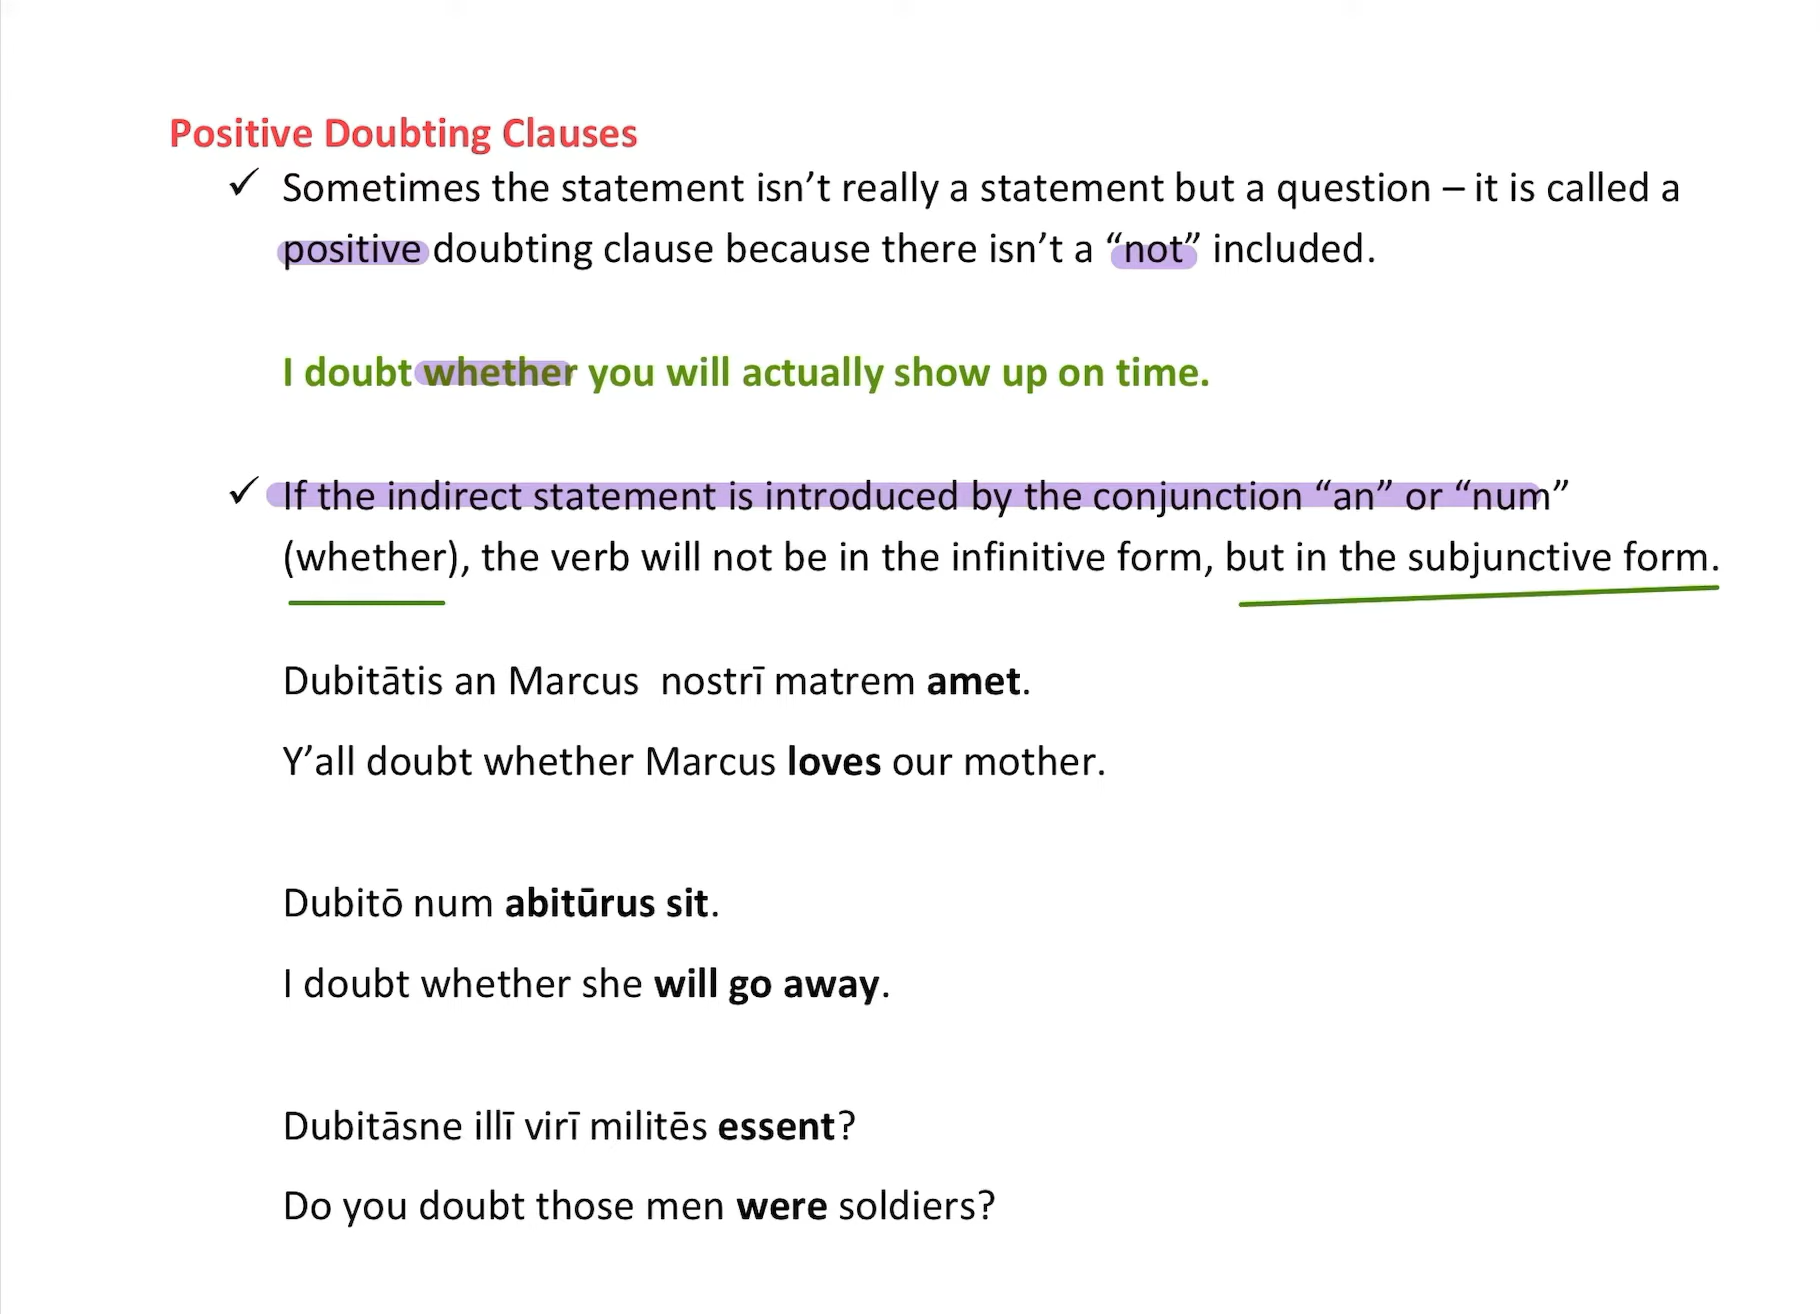 Positive Doubting Clauses
✓ Sometimes the statement isn’t really a statement but a question – it is called a
positive doubting clause because there isn’t a “not” included.
I doubt whether you will actually show up on time.
✓ If the indirect statement is introduced by the conjunction “an” or “num”
(whether), the verb will not be in the infinitive form, but in the subjunctive form.
Dubitātis an Marcus nostrī matrem amet.
Y’all doubt whether Marcus loves our mother.
Dubitō num abitūrus sit.
I doubt whether she will go away.
Dubitāsne illī virī militēs essent?
Do you doubt those men were soldiers?